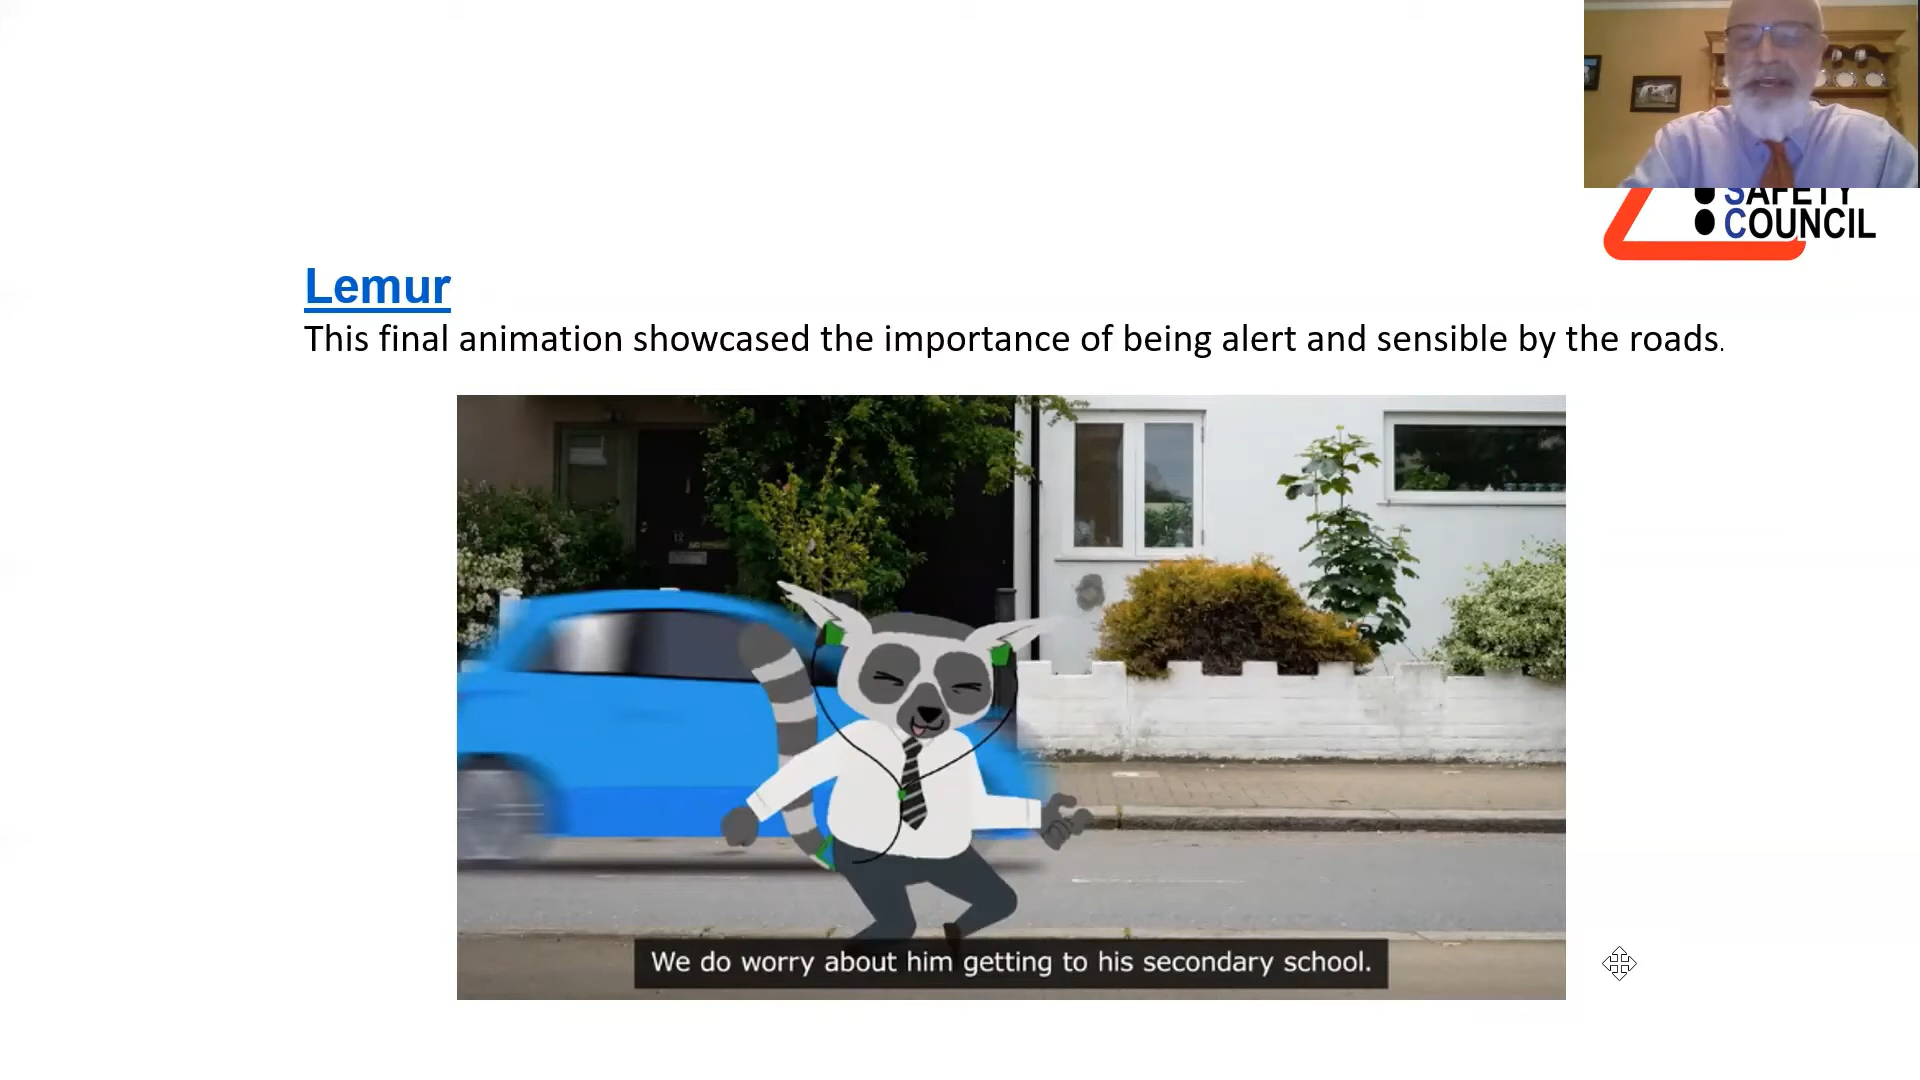 SAFETY
COUNCIL
Lemur
This final animation showcased the importance of being alert and sensible by the roads.
12
We do worry about him getting to his secondary school.